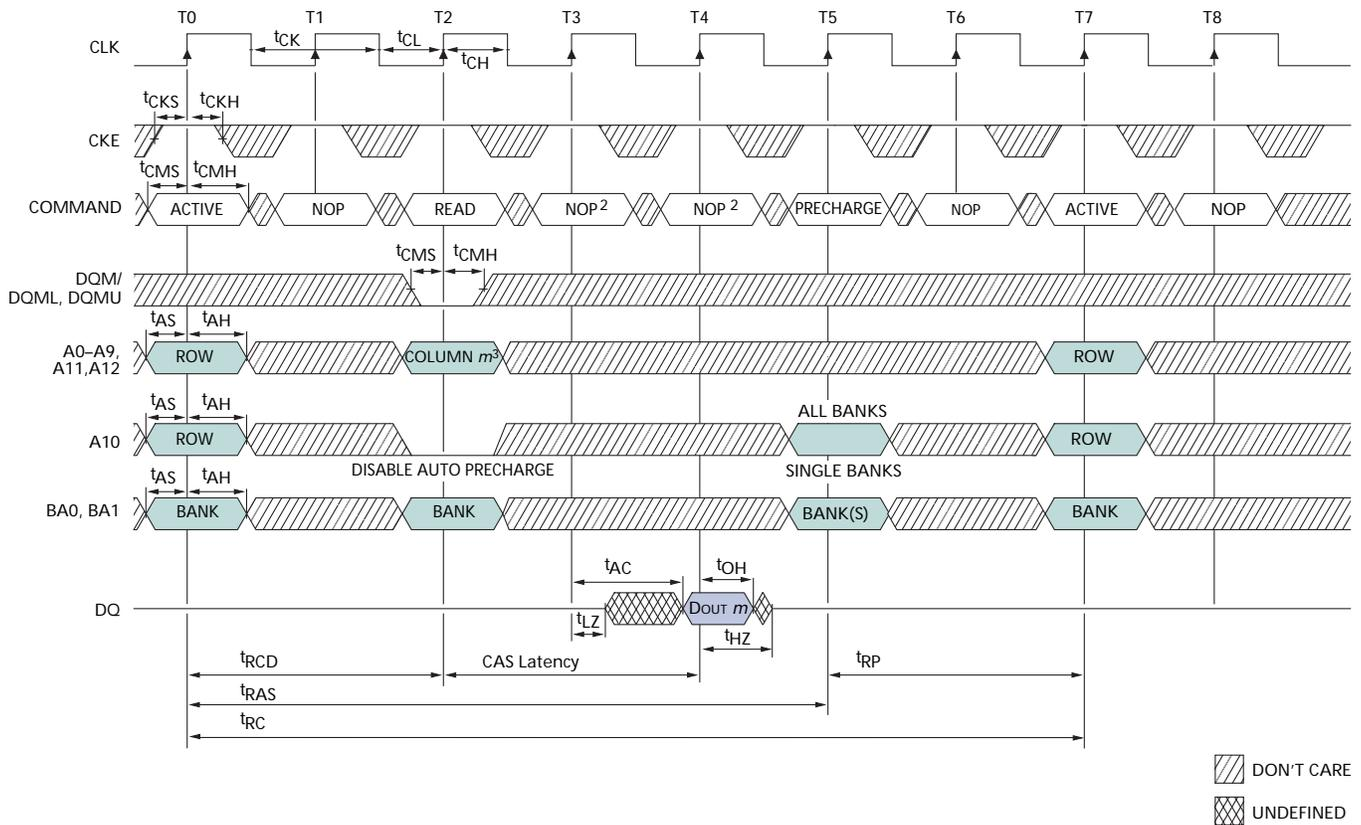 T0 T1 T2 T3 T4 T5 T6 T7 T8
CLK
tCK tCL tCH
tCKS tCKH
CKE
tCMS tCMH
COMMAND ACTIVE NOP READ NOP2 NOP 2 PRECHARGE NOP ACTIVE NOP
tCMS tCMH
DQM/
DQML, DQMU
tAS tAH
A0–A9,
A11,A12
ROW COLUMN m3 ROW
tAS tAH
ALL BANKS
A10 ROW ROW
DISABLE AUTO PRECHARGE SINGLE BANKS
tAS tAH
BA0, BA1 BANK BANK BANK(S) BANK
tAC tOH
DQ DOUT m
tLZ tHZ
tRCD CAS Latency tRP
tRAS
tRC
DON'T CARE
UNDEFINED